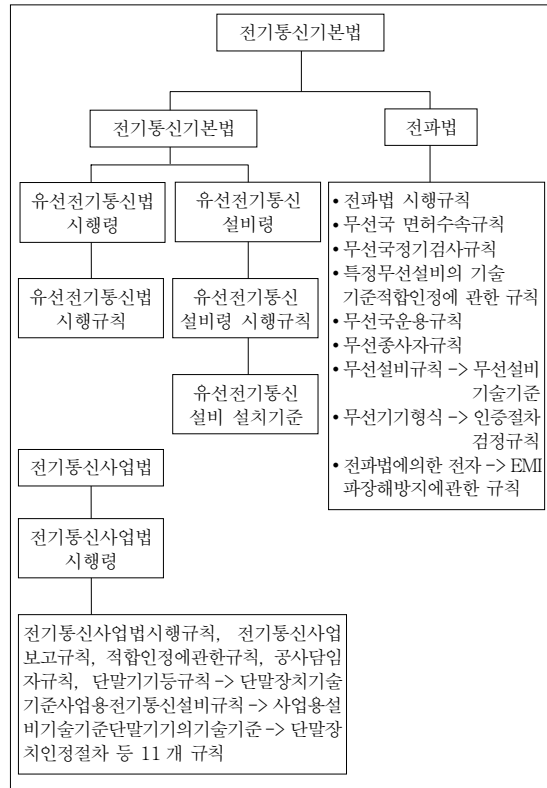 전기통신기본법
전기통신기본법
전파법
유선전기통신법
시행령
유선전기통신
설비령
유선전기통신법
시행규칙
유선전기통신
설비령 시행규칙
유선전기통신
설비 설치기준
• 전파법 시행규칙
• 무선국 면허수속규칙
• 무선국정기검사규칙
• 특정무선설비의 기술
기준적합인정에 관한 규칙
• 무선국운용규칙
• 무선종사자규칙
• 무선설비규칙 -> 무선설비
기술기준
• 무선기기형식 -> 인증절차
검정규칙
• 전파법에의한 전자 -> EMI
파장해방지에관한 규칙
전기통신사업법
전기통신사업법
시행령
전기통신사업법시행규칙, 전기통신사업
보고규칙, 적합인정에관한규칙, 공사담임
자규칙, 단말기기등규칙 -> 단말장치기술
기준사업용전기통신설비규칙 -> 사업용설
비기술기준단말기기의기술기준 -> 단말장
치인정절차 등 11 개 규칙